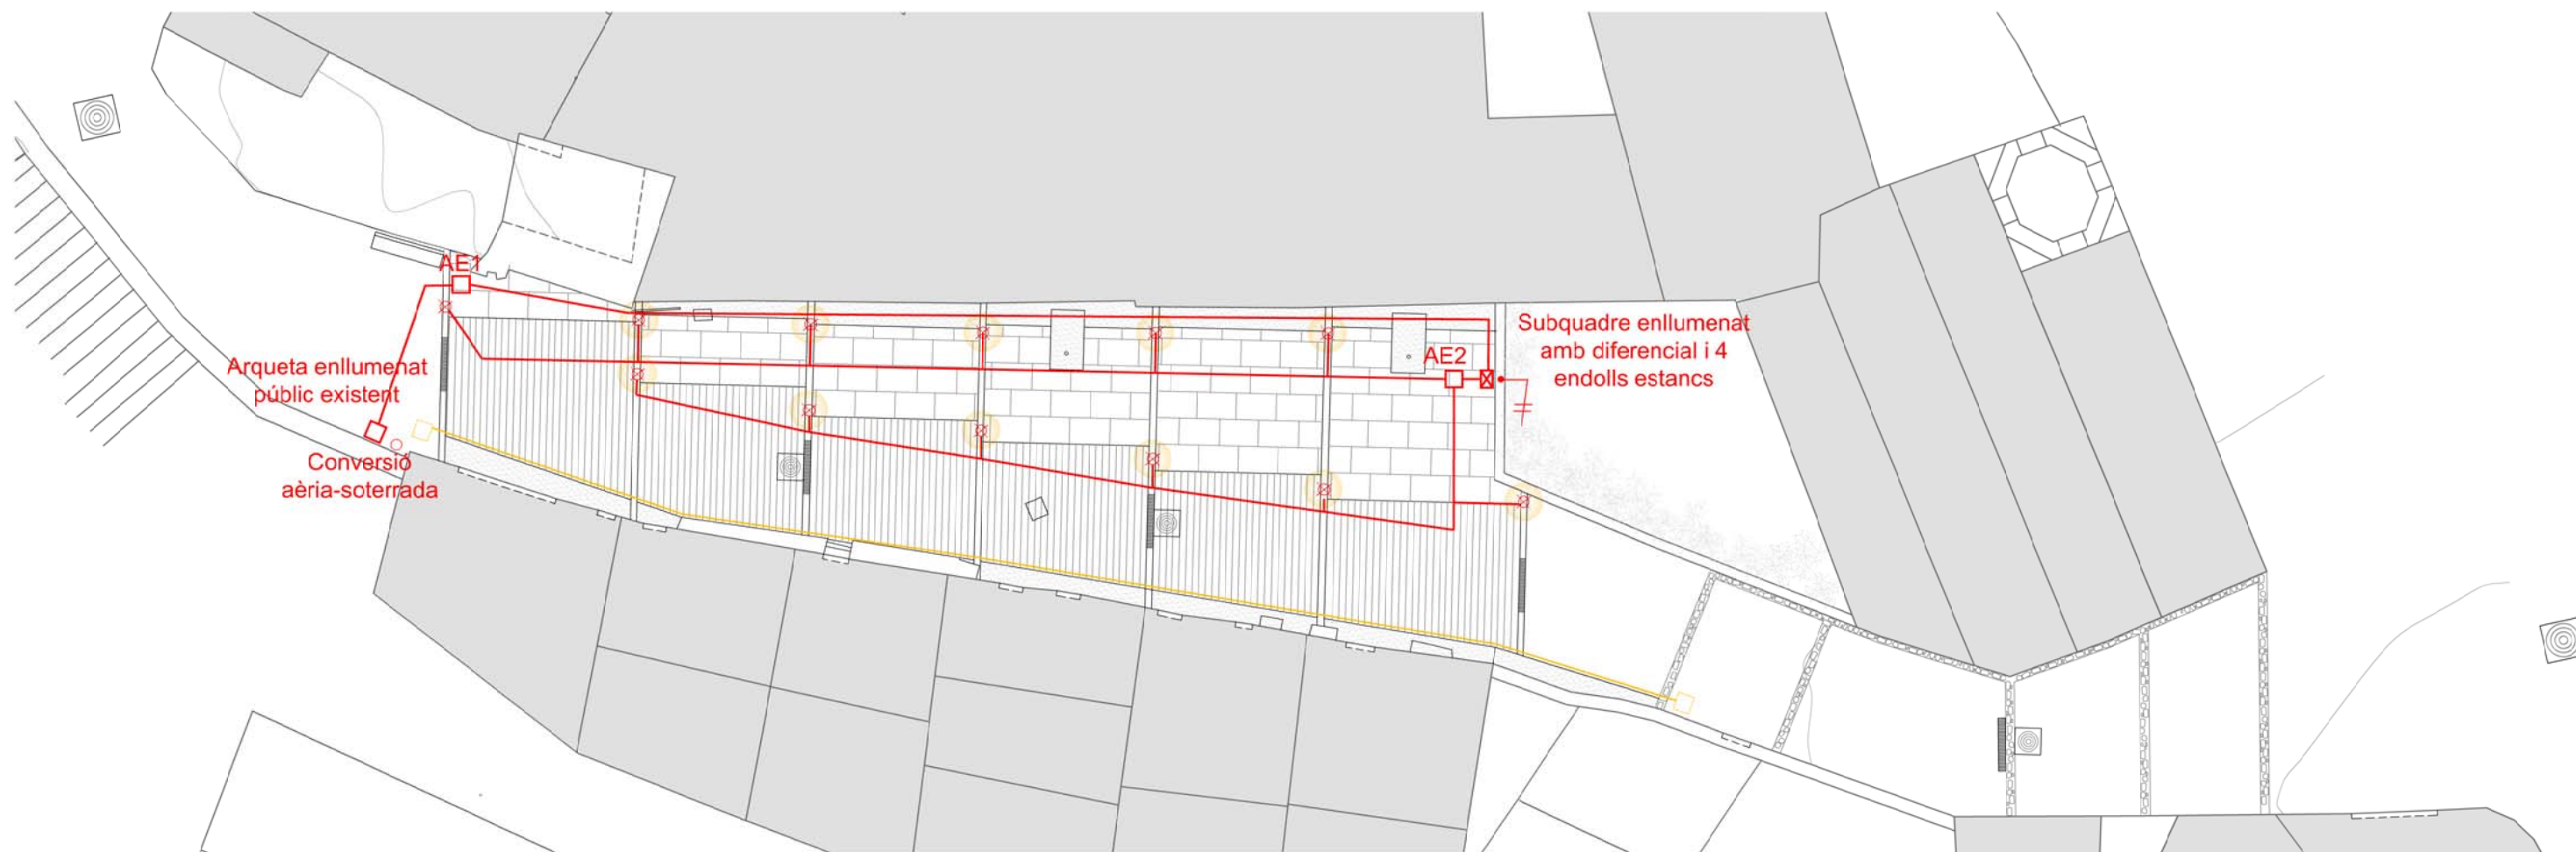 AE1
Arqueta enllumenat
públic existent
Conversió
aèria-soterrada
AE2
Subquadre enllumenat
amb diferencial i 4
endolls estancs